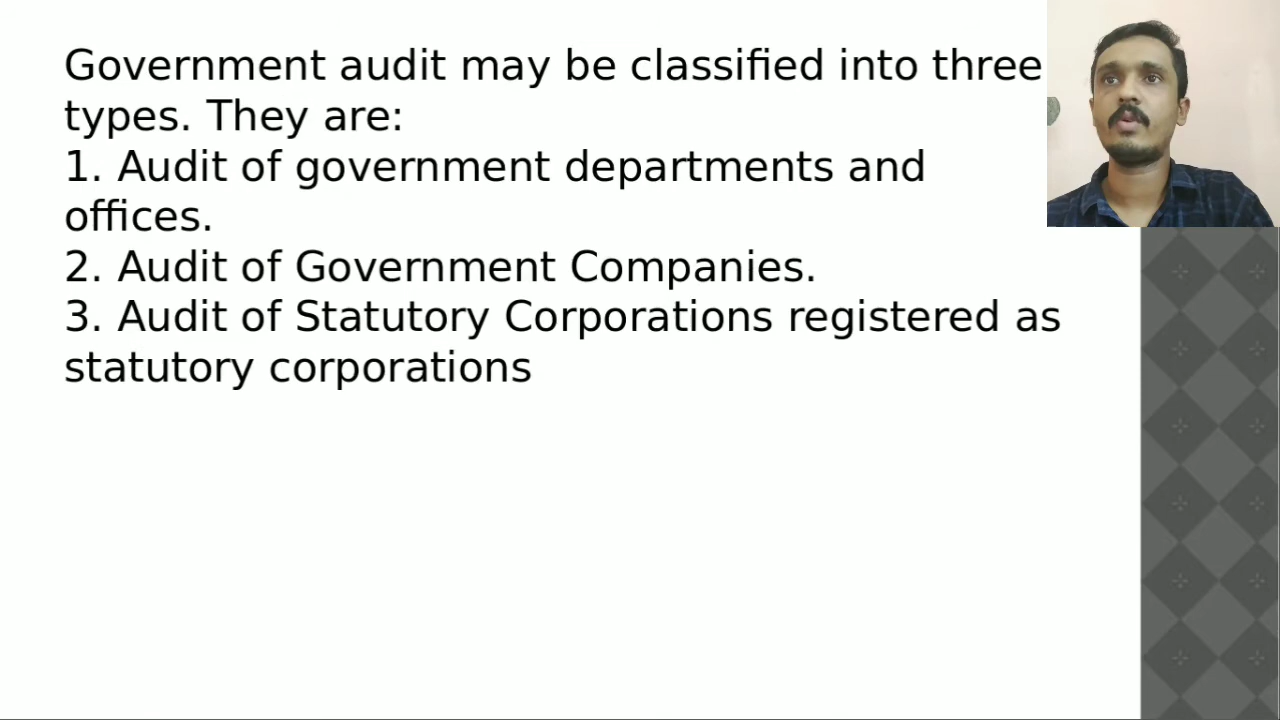 Government audit may be classified into three
types. They are:
1. Audit of government departments and
offices.
2. Audit of Government Companies.
3. Audit of Statutory Corporations registered as
statutory corporations